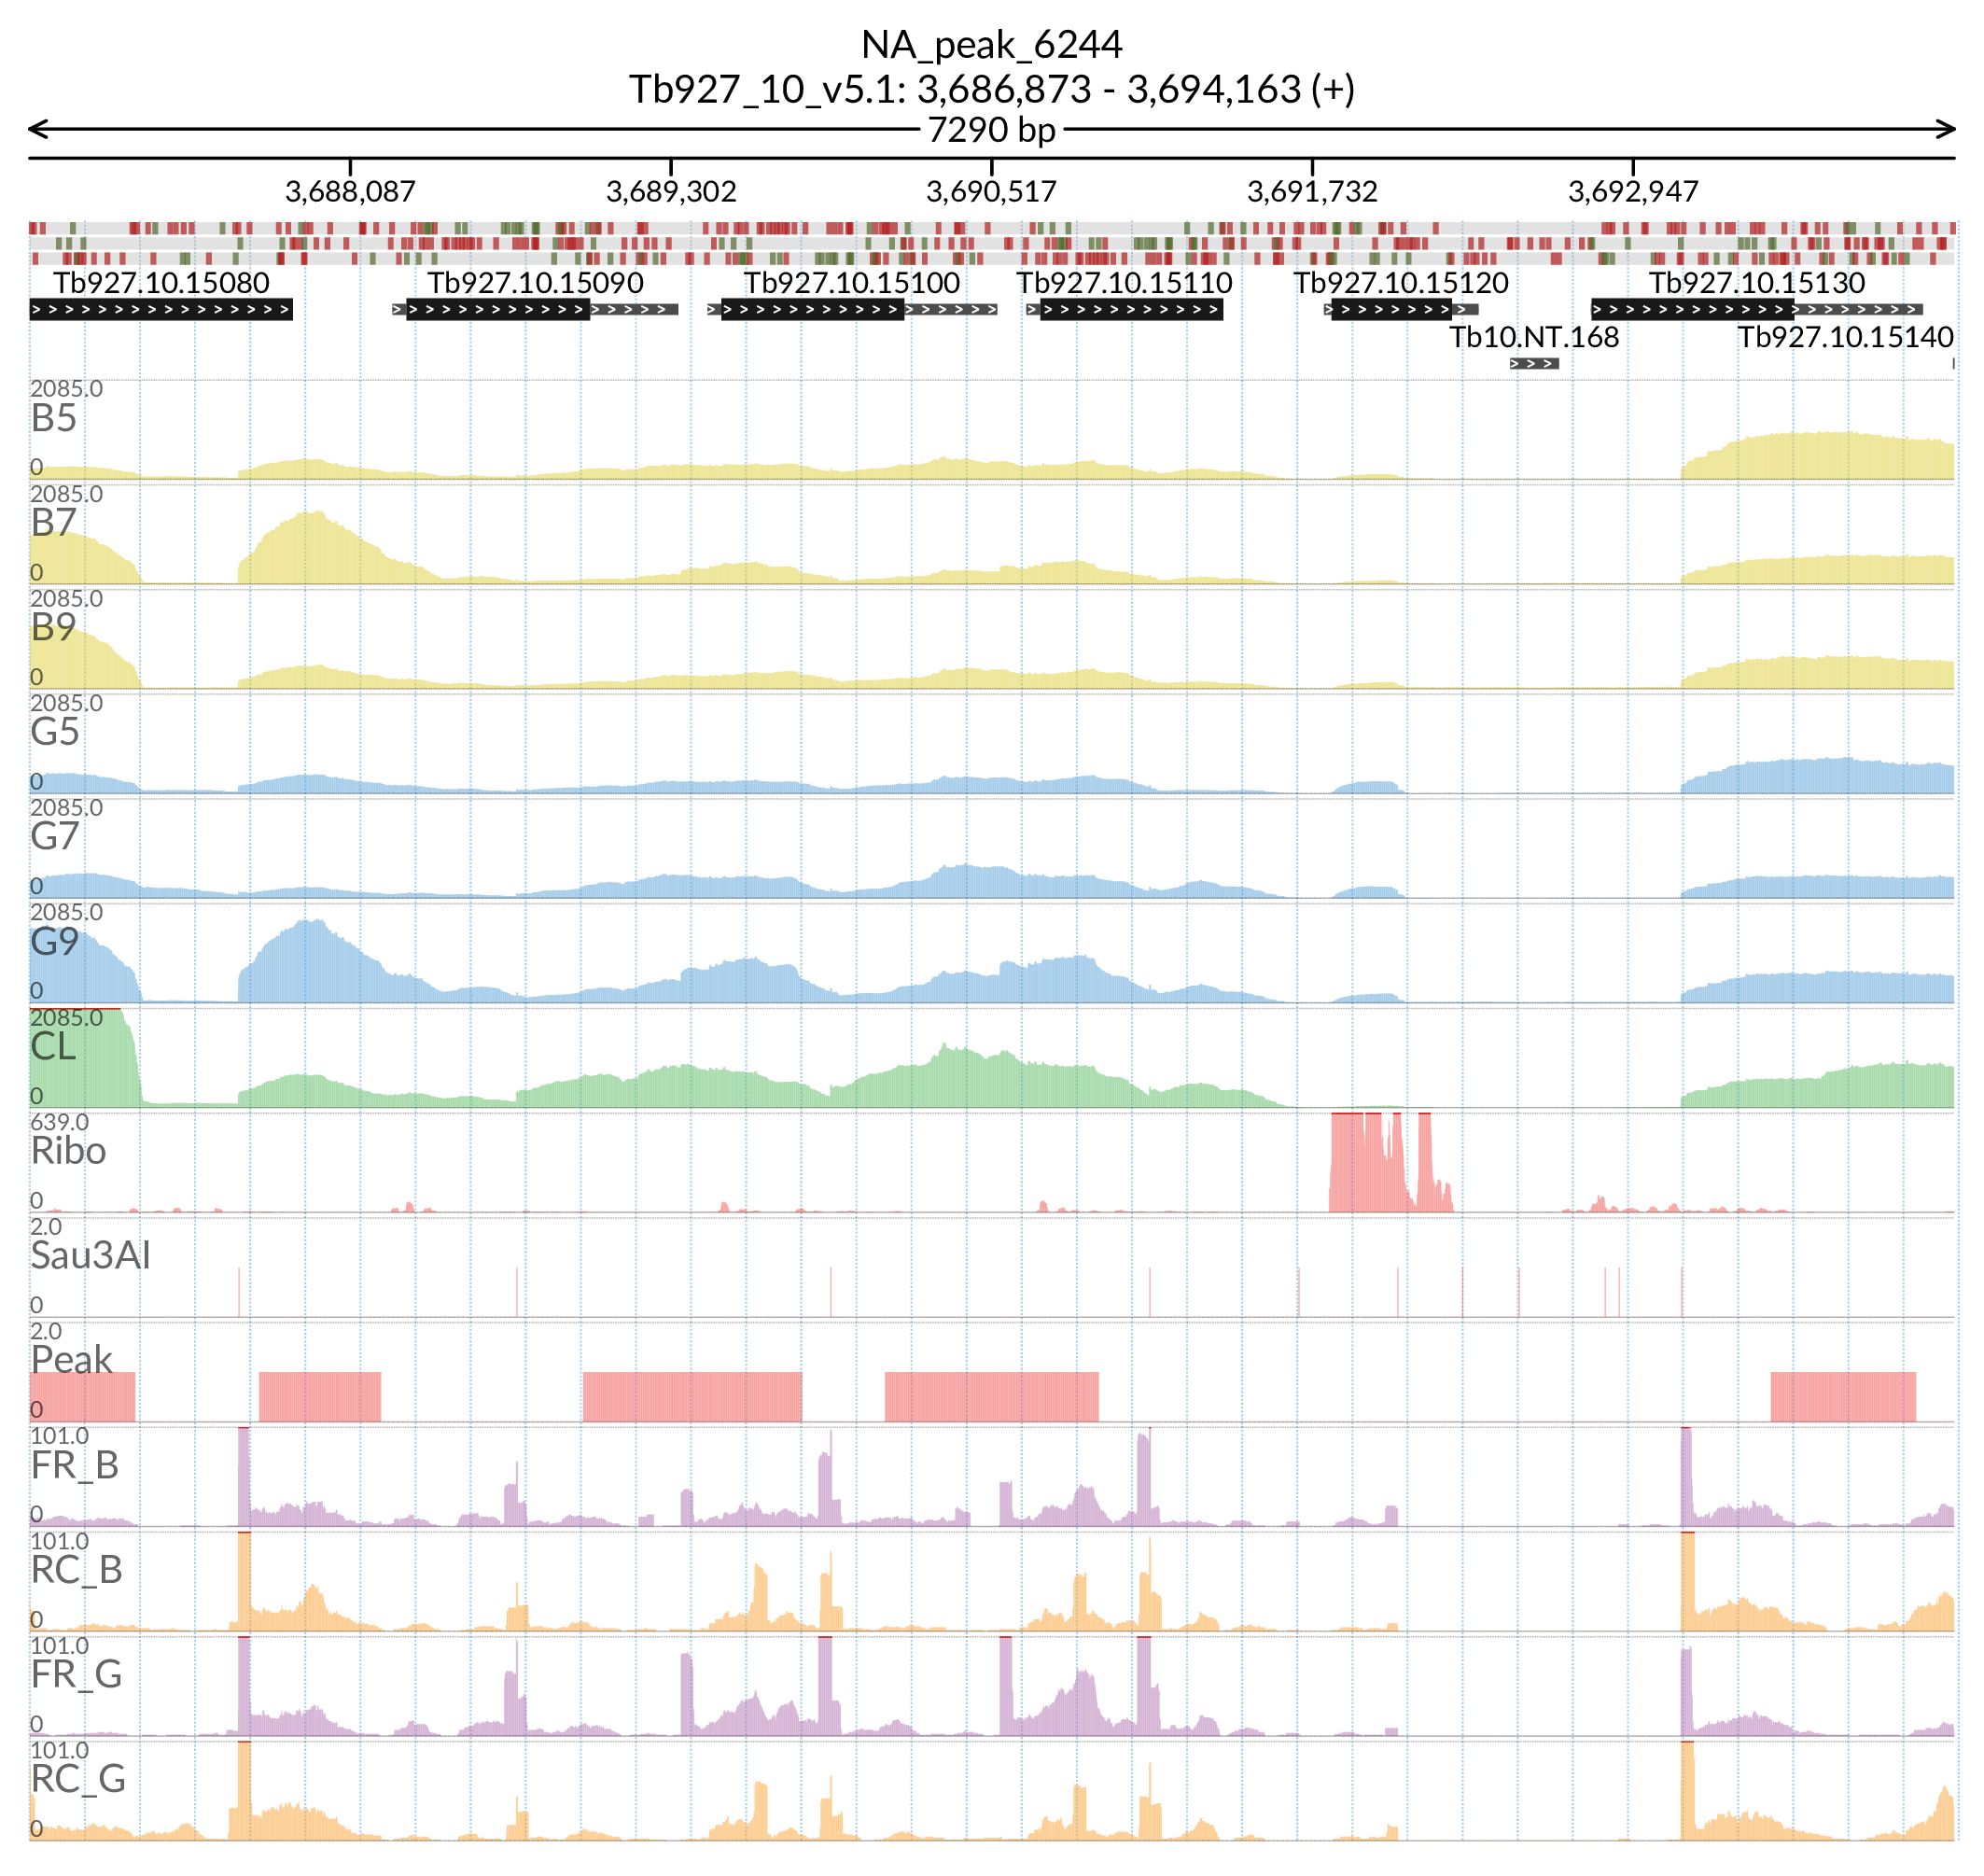 NA_peak_6244
Tb927_10_v5.1: 3,686,873 - 3,694,163 (+)
7290 bp
3,688,087 3,689,302 3,690,517 3,691,732 3,692,947
Tb927.10.15080 Tb927.10.15090 Tb927.10.15100 Tb927.10.15110 Tb927.10.15120 Tb927.10.15130
Tb10.NT.168 Tb927.10.15140
2085.0
B5
0
2085.0
B7
0
2085.0
B9
0
2085.0
G5
0
2085.0
G7
0
2085.0
G9
0
2085.0
CL
0
639.0
Ribo
0
2.0
Sau3AI
0
2.0
Peak
0
101.0
FR_B
0
101.0
RC_B
0
101.0
FR_G
0
101.0
RC_G
0